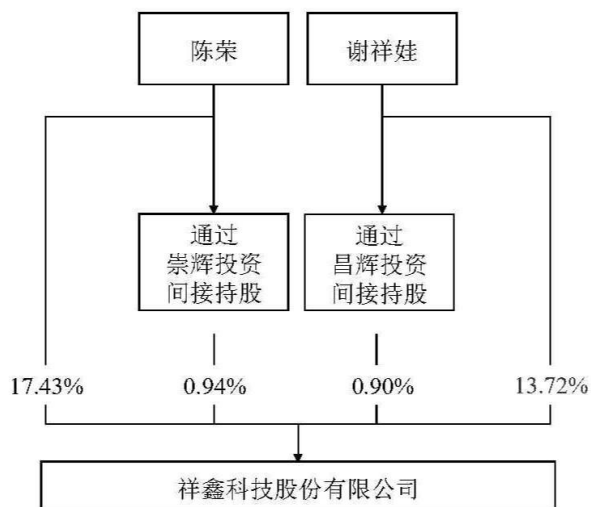 陈荣
谢祥娃
通过
崇辉投资
间接持股
通过
昌辉投资
间接持股
17.43%
0.94%
0.90%
13.72%
祥鑫科技股份有限公司